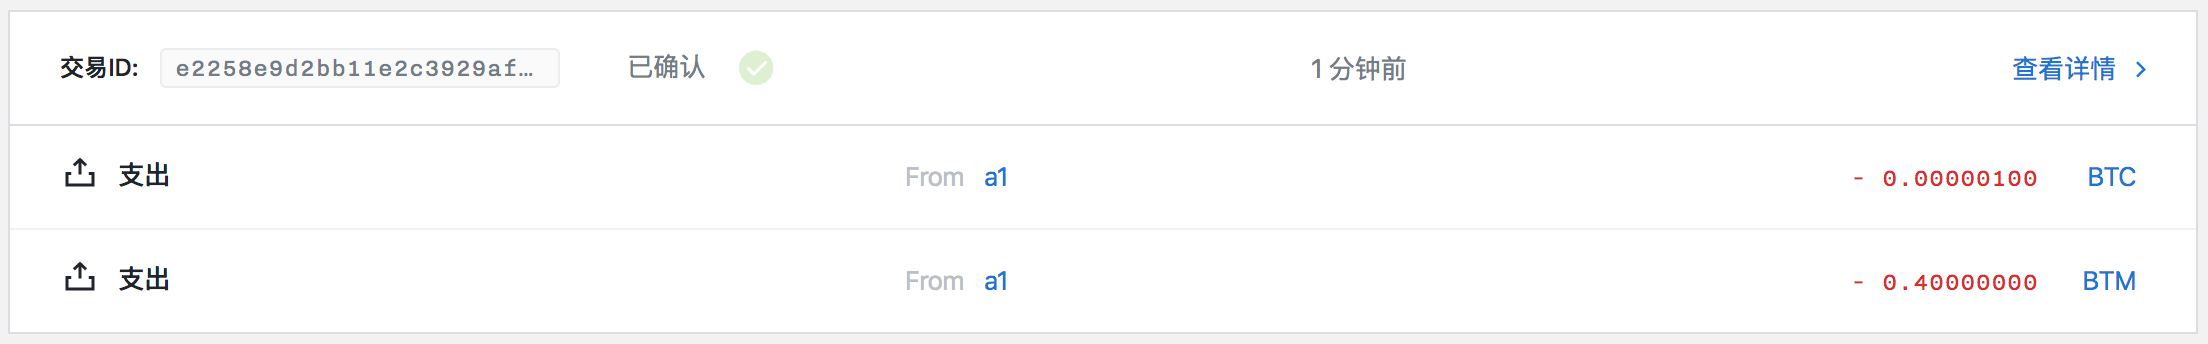 交易ID: e2258e9d2bb11e2c3929af… 已确认 1 分钟前 查看详情
支出 From a1 - 0.00000100 BTC
支出 From a1 - 0.40000000 BTM